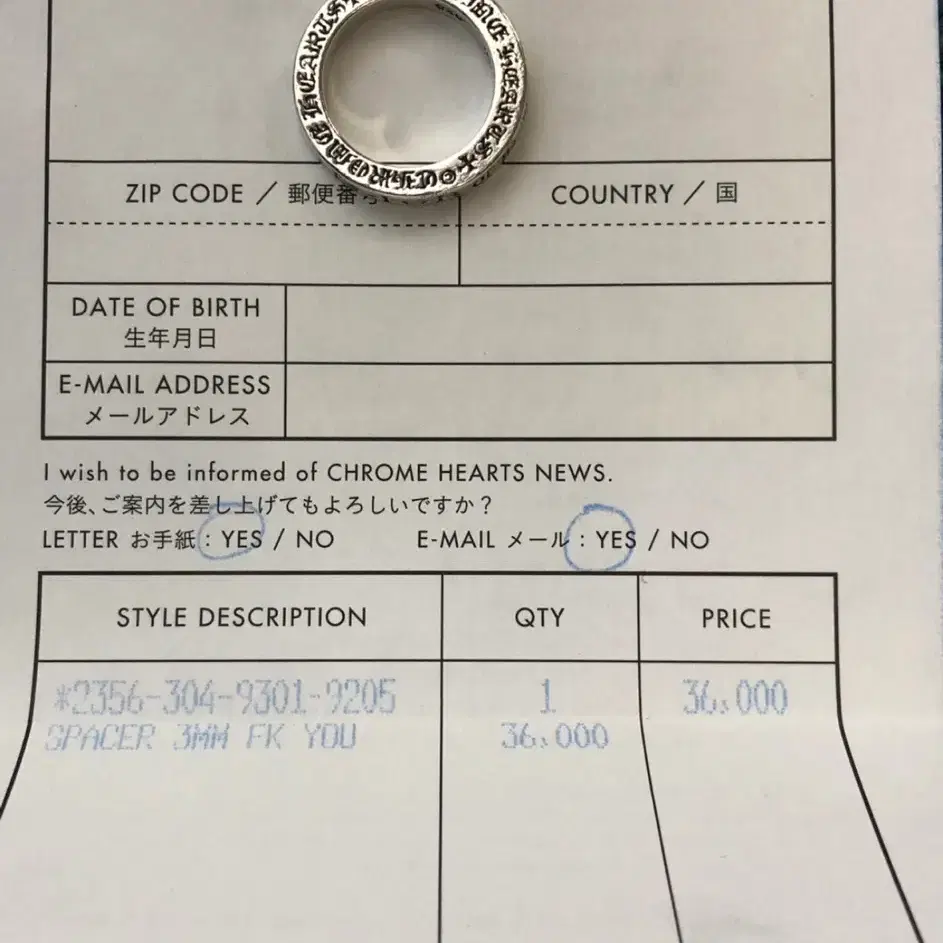 CHROME HEARTS
ZIP CODE / 郵便番
COUNTRY / 国
DATE OF BIRTH
生年月日
E-MAIL ADDRESS
メールアドレス
I wish to be informed of CHROME HEARTS NEWS.
今後、ご案内を差し上げてもよろしいですか？
LETTER お手紙 : YES / NO E-MAIL メール : YES / NO
STYLE DESCRIPTION QTY PRICE
*2356-304-9301-9205 1 36,000
SPACER 3MM FK YOU 36,000